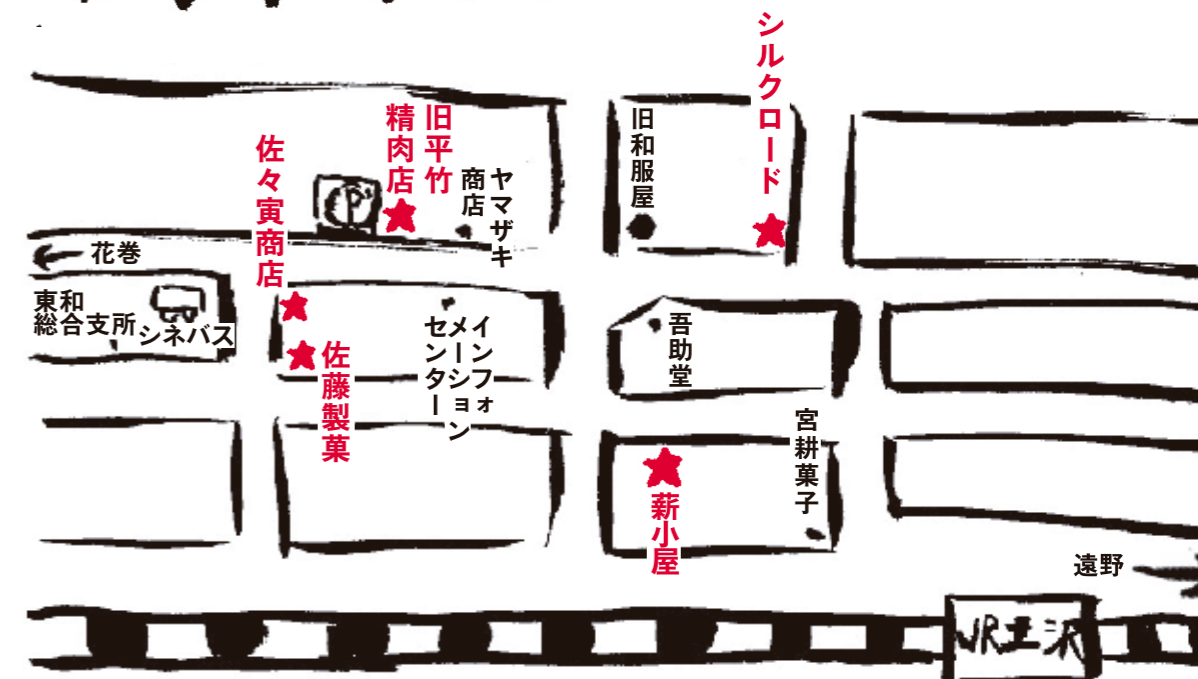 シルクロード
旧平竹
精肉店
佐々寅商店
P
ヤマザキ
商店
旧和服屋
花巻
東和
総合支所
シネバス
インフォ
メーション
センター
佐藤製菓
吾助堂
宮耕菓子
薪小屋
遠野
JR土沢